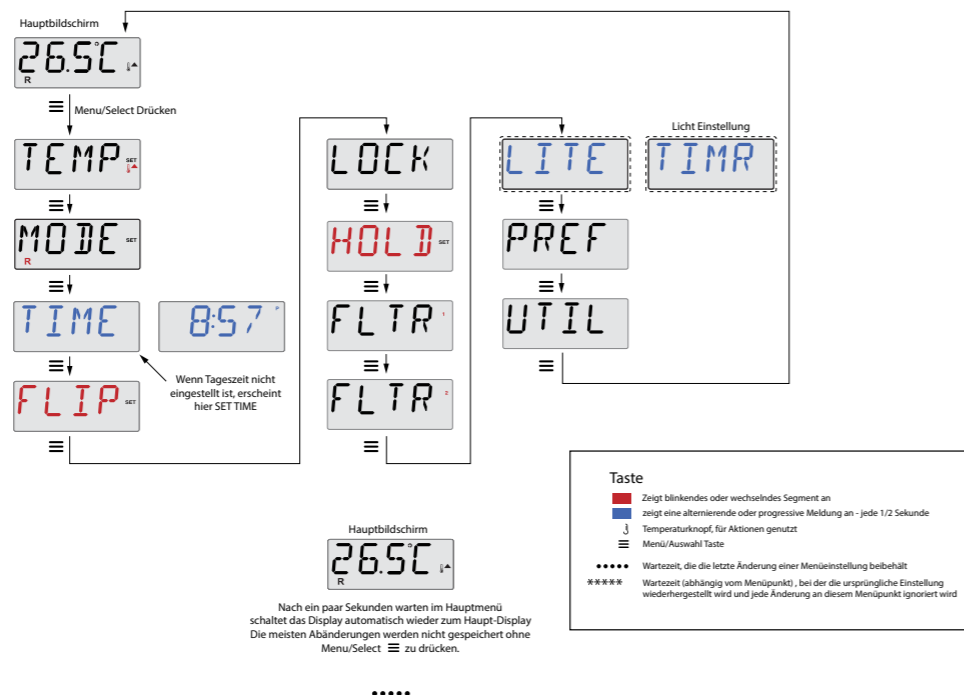 Hauptbildschirm
26.5°C
R
Menu/Select Drücken
TEMP SET
MODE SET
R
TIME
8:57 P
Wenn Tageszeit nicht
eingestellt ist, erscheint
hier SET TIME
FLIP SET
LOCK
HOLD SET
FLTR 1
FLTR 2
Licht Einstellung
LITE
TIMR
PREF
UTIL
Hauptbildschirm
26.5°C
R
Nach ein paar Sekunden warten im Hauptmenü
schaltet das Display automatisch wieder zum Haupt-Display
Die meisten Abänderungen werden nicht gespeichert ohne
Menu/Select ☰ zu drücken.
•••••
Taste
Zeigt blinkendes oder wechselndes Segment an
zeigt eine alternierende oder progressive Meldung an - jede 1/2 Sekunde
Temperaturknopf, für Aktionen genutzt
☰ Menü/Auswahl Taste
••••• Wartezeit, die die letzte Änderung einer Menüeinstellung beibehält
***** Wartezeit (abhängig vom Menüpunkt) , bei der die ursprüngliche Einstellung
wiederhergestellt wird und jede Änderung an diesem Menüpunkt ignoriert wird